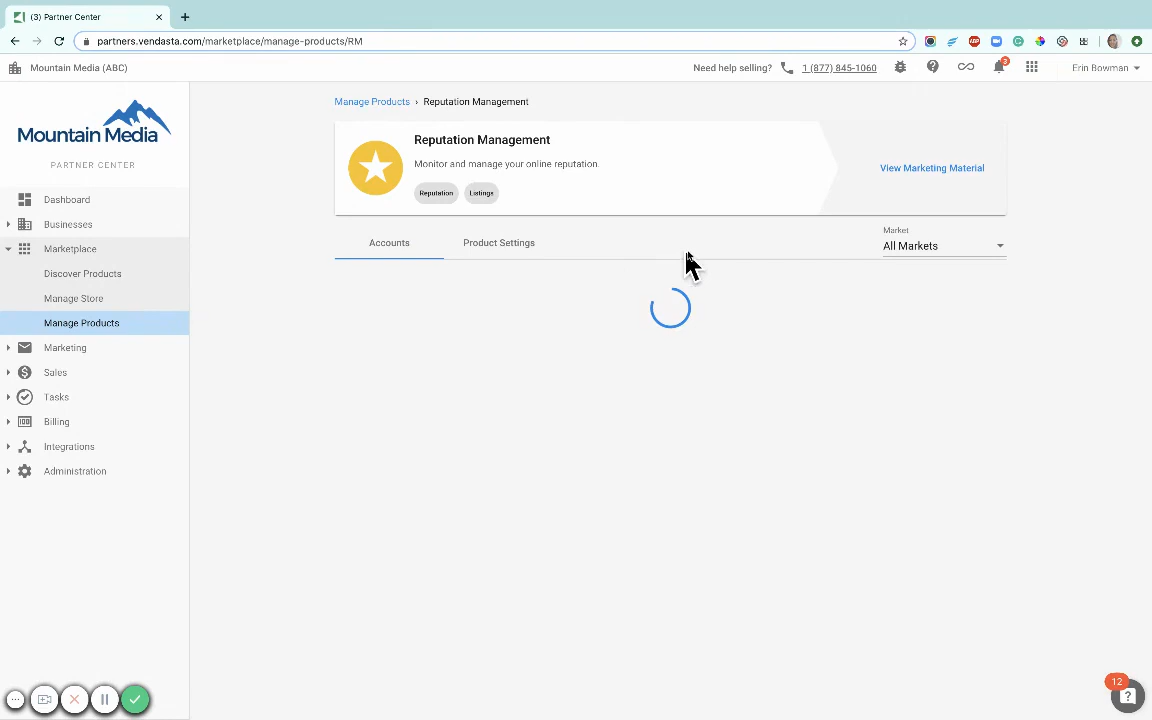 (3) Partner Center
partners.vendasta.com/marketplace/manage-products/RM
ABP
Mountain Media (ABC)
Need help selling?
1 (877) 845-1060
3
Erin Bowman
Mountain Media
PARTNER CENTER
Dashboard
Businesses
Marketplace
Discover Products
Manage Store
Manage Products
Marketing
Sales
Tasks
Billing
Integrations
Administration
Manage Products › Reputation Management
Reputation Management
Monitor and manage your online reputation.
Reputation
Listings
View Marketing Material
Accounts
Product Settings
Market
All Markets
12